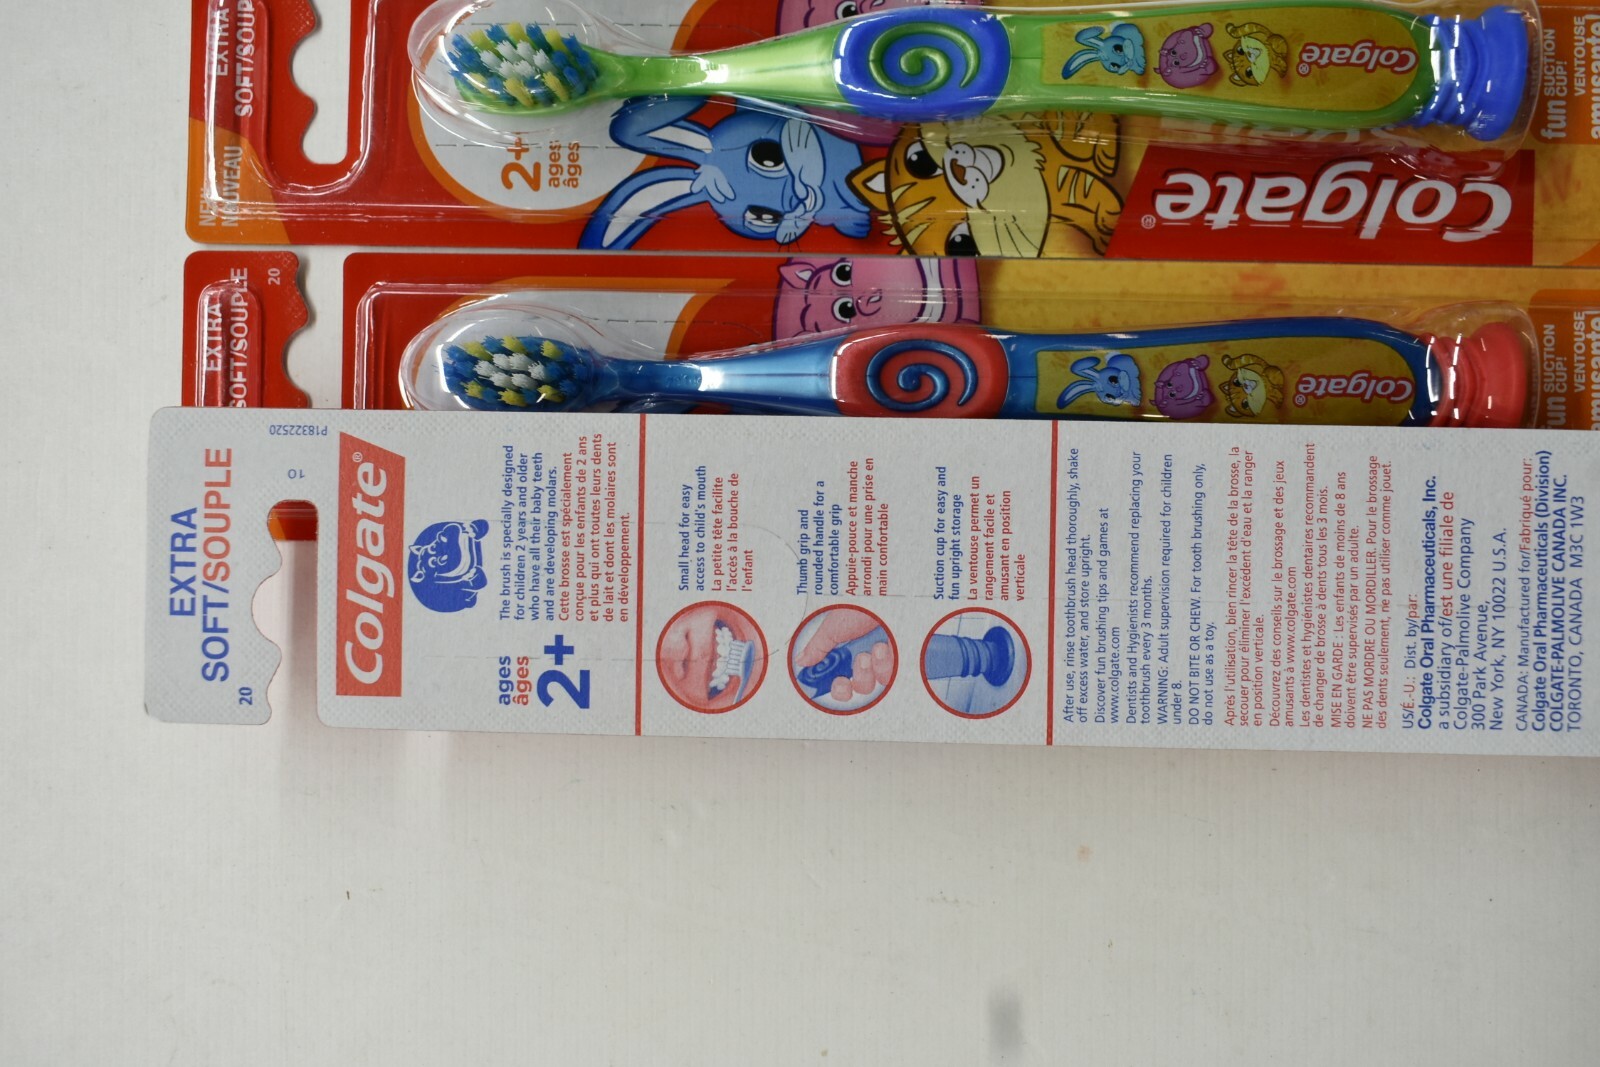 EXTRA
SOFT/SOUPLE
20
10
P18322520
Colgate®
ages
âges
2+
The brush is specially designed
for children 2 years and older
who have all their baby teeth
and are developing molars.
Cette brosse est spécialement
conçue pour les enfants de 2 ans
et plus qui ont toutes leurs dents
de lait et dont les molaires sont
en développement.
Small head for easy
access to child's mouth
La petite tête facilite
l'accès à la bouche de
l'enfant
Thumb grip and
rounded handle for a
comfortable grip
Appuie-pouce et manche
arrondi pour une prise en
main confortable
Suction cup for easy and
fun upright storage
La ventouse permet un
rangement facile et
amusant en position
verticale
After use, rinse toothbrush head thoroughly, shake
off excess water, and store upright.
Discover fun brushing tips and games at
www.colgate.com
Dentists and Hygienists recommend replacing your
toothbrush every 3 months.
WARNING: Adult supervision required for children
under 8.
DO NOT BITE OR CHEW. For tooth brushing only,
do not use as a toy.
Après l'utilisation, bien rincer la tête de la brosse, la
secouer pour éliminer l'excédent d'eau et la ranger
en position verticale.
Découvrez des conseils sur le brossage et des jeux
amusants à www.colgate.com
Les dentistes et hygiénistes dentaires recommandent
de changer de brosse à dents tous les 3 mois.
MISE EN GARDE : Les enfants de moins de 8 ans
doivent être supervisés par un adulte.
NE PAS MORDRE OU MORDILLER. Pour le brossage
des dents seulement, ne pas utiliser comme jouet.
US/É.-U.: Dist. by/par:
Colgate Oral Pharmaceuticals, Inc.
a subsidiary of/est une filiale de
Colgate-Palmolive Company
300 Park Avenue,
New York, NY 10022 U.S.A.
CANADA: Manufactured for/Fabriqué pour:
Colgate Oral Pharmaceuticals (Division)
COLGATE-PALMOLIVE CANADA INC.
TORONTO, CANADA M3C 1W3
EXTRA
SOFT/SOUPLE
20
Colgate®
fun SUCTION
CUP!
VENTOUSE
amusante!
EXTRA
SOFT/SOUP
NOUVEAU
2+
ages
âges
Colgate®
Colgate®
fun SUCTION
CUP!
VENTOUSE
amusante!